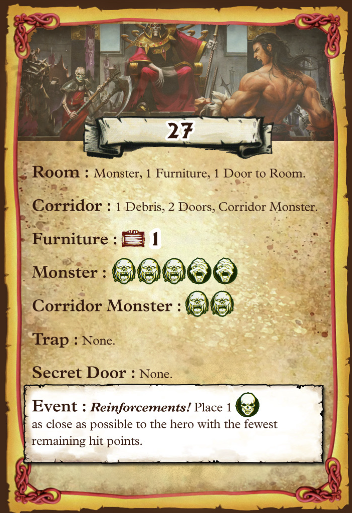 27
Room : Monster, 1 Furniture, 1 Door to Room.
Corridor : 1 Debris, 2 Doors, Corridor Monster.
Furniture : 1
Monster :
Corridor Monster :
Trap : None.
Secret Door : None.
Event : Reinforcements! Place 1
as close as possible to the hero with the fewest
remaining hit points.